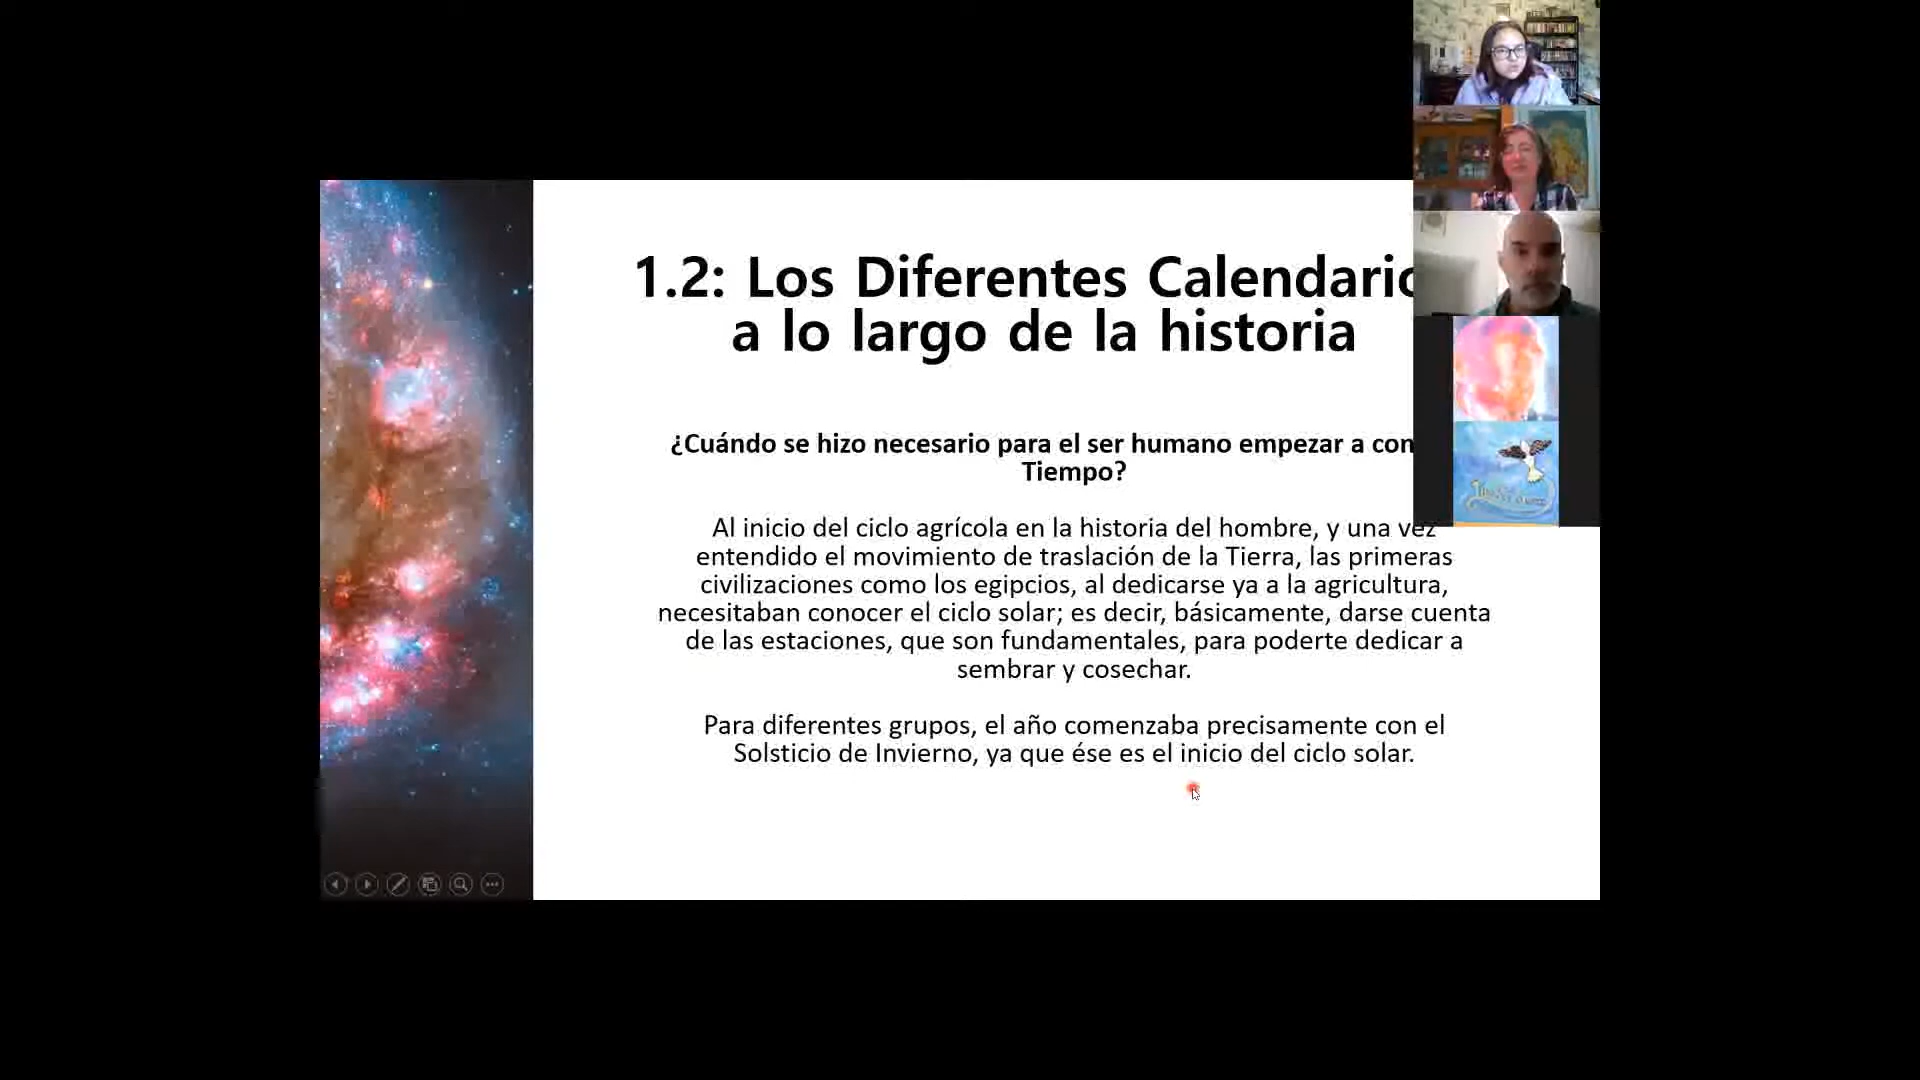 1.2: Los Diferentes Calendario
a lo largo de la historia
¿Cuándo se hizo necesario para el ser humano empezar a con
Tiempo?
Al inicio del ciclo agrícola en la historia del hombre, y una vez
entendido el movimiento de traslación de la Tierra, las primeras
civilizaciones como los egipcios, al dedicarse ya a la agricultura,
necesitaban conocer el ciclo solar; es decir, básicamente, darse cuenta
de las estaciones, que son fundamentales, para poderte dedicar a
sembrar y cosechar.
Para diferentes grupos, el año comenzaba precisamente con el
Solsticio de Invierno, ya que ése es el inicio del ciclo solar.